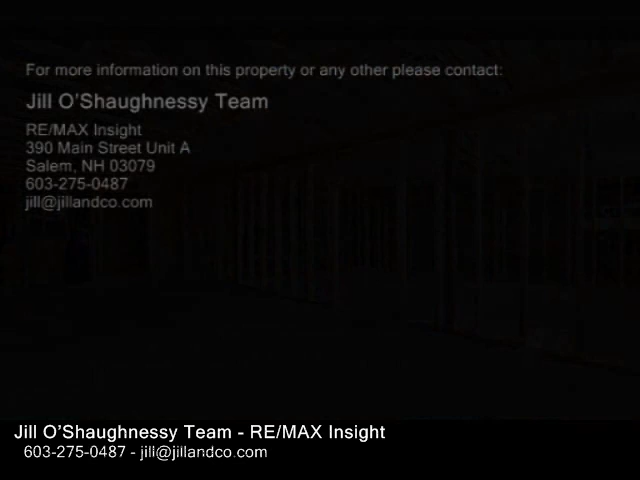 For more information on this property or any other please contact:
Jill O'Shaughnessy Team
RE/MAX Insight
390 Main Street Unit A
Salem, NH 03079
603-275-0487
jill@jillandco.com
Jill O'Shaughnessy Team - RE/MAX Insight
603-275-0487 - jill@jillandco.com